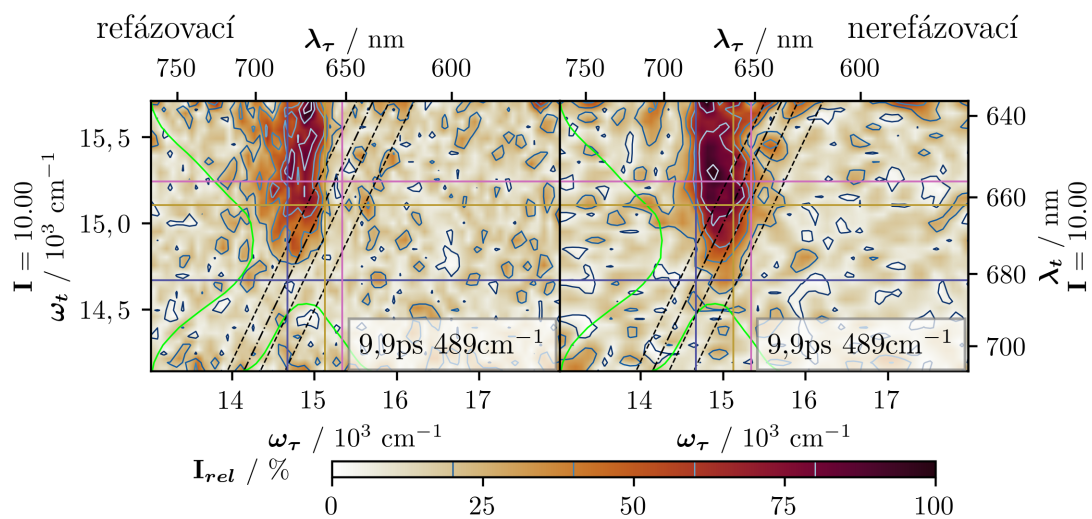 refázovací
nerefázovací
λτ / nm
λτ / nm
750 700 650 600
750 700 650 600
I = 10.00
ωt / 10³ cm⁻¹
15,5
15,0
14,5
640
660
680
700
λt / nm
I = 10.00
9,9ps 489cm⁻¹
9,9ps 489cm⁻¹
14 15 16 17
14 15 16 17
ωτ / 10³ cm⁻¹
ωτ / 10³ cm⁻¹
Irel / %
0 25 50 75 100